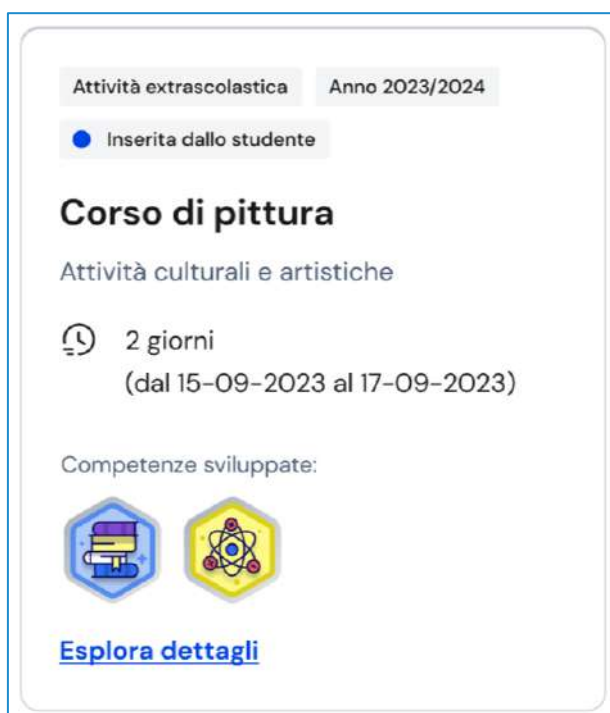 Attività extrascolastica Anno 2023/2024
Inserita dallo studente
Corso di pittura
Attività culturali e artistiche
2 giorni
(dal 15-09-2023 al 17-09-2023)
Competenze sviluppate:
Esplora dettagli